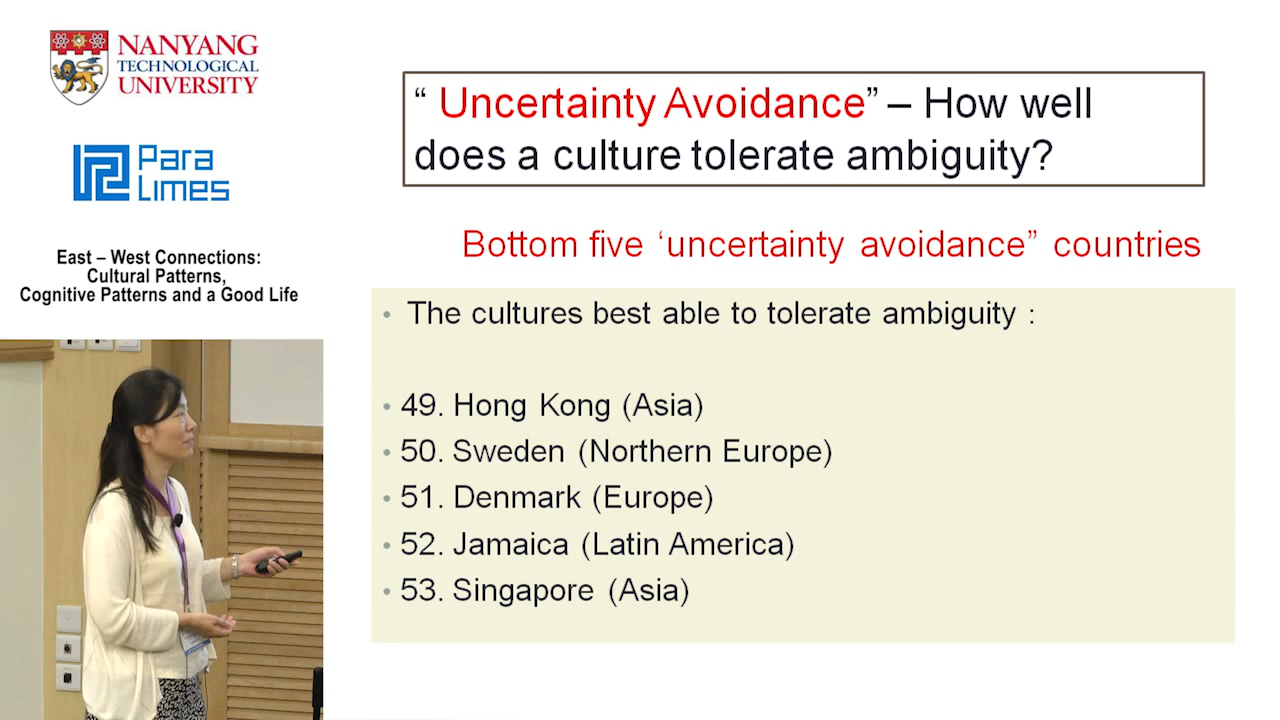 NANYANG
TECHNOLOGICAL
UNIVERSITY
Para
Limes
East – West Connections:
Cultural Patterns,
Cognitive Patterns and a Good Life
“ Uncertainty Avoidance” – How well
does a culture tolerate ambiguity?
Bottom five ‘uncertainty avoidance” countries
• The cultures best able to tolerate ambiguity :
• 49. Hong Kong (Asia)
• 50. Sweden (Northern Europe)
• 51. Denmark (Europe)
• 52. Jamaica (Latin America)
• 53. Singapore (Asia)